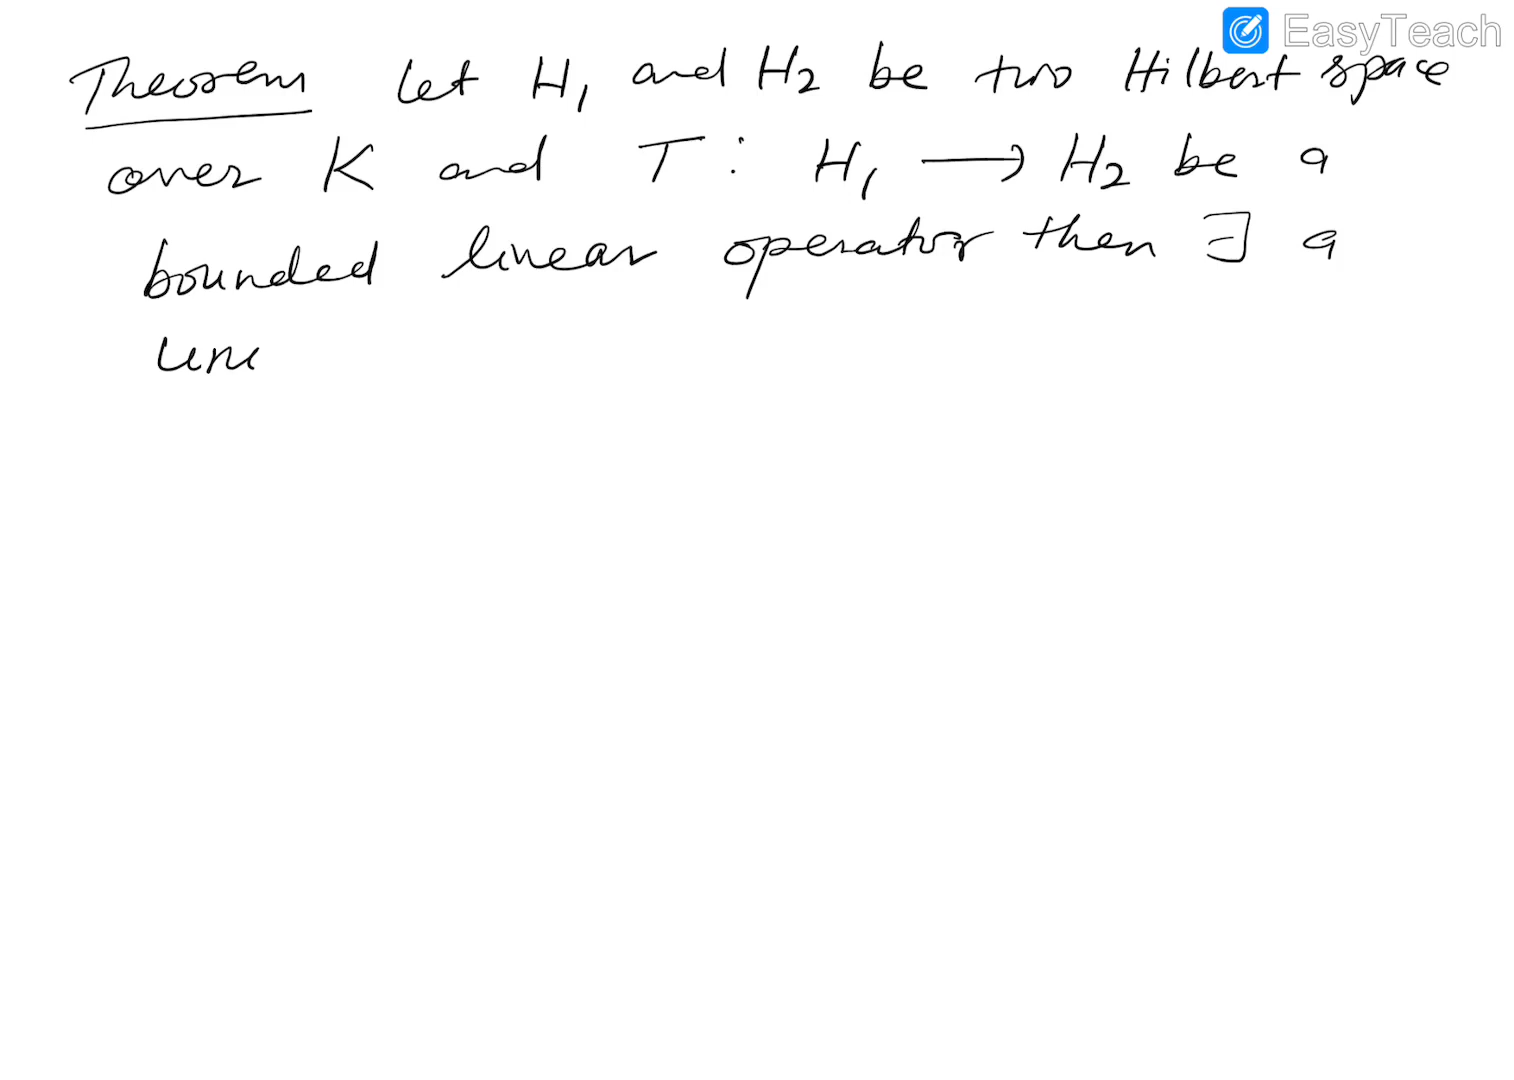 EasyTeach
Theorem Let H₁ and H₂ be two Hilbert space
over K and T : H₁ → H₂ be a
bounded linear operator then ∃ a
uni